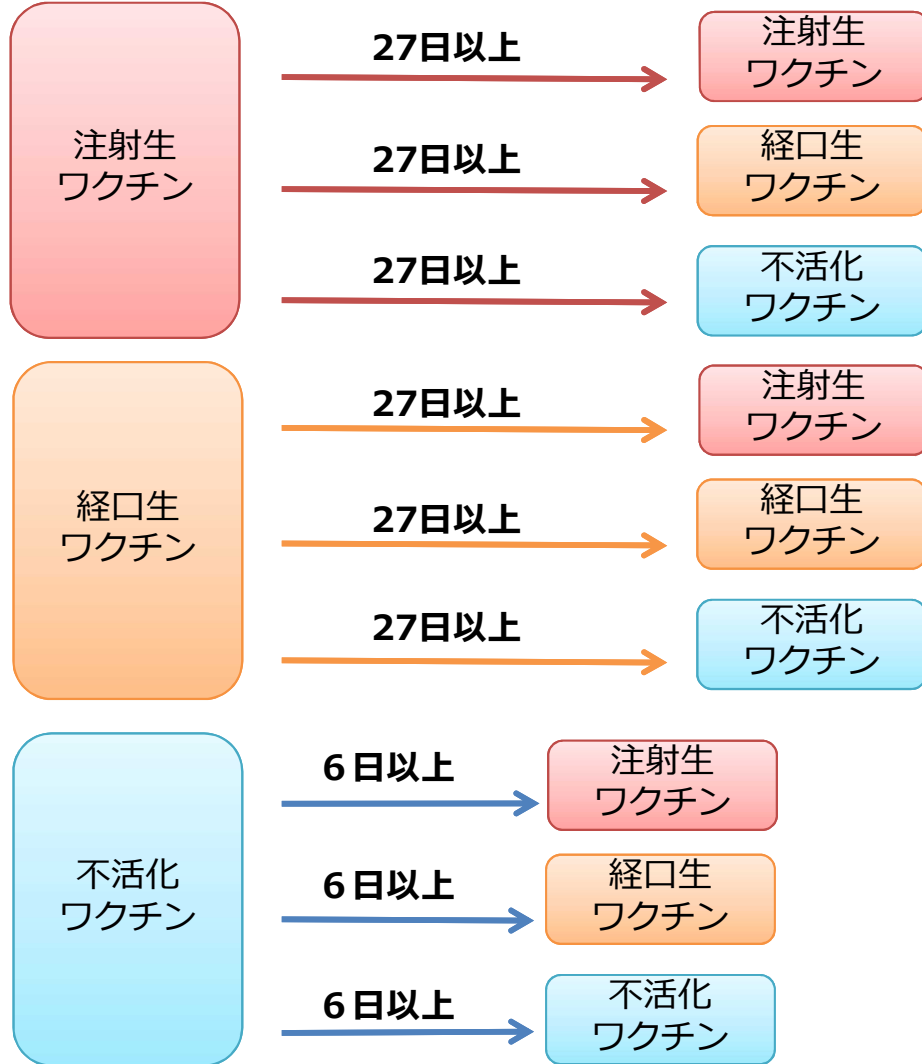 注射生
ワクチン
27日以上
注射生
ワクチン
27日以上
経口生
ワクチン
27日以上
不活化
ワクチン
経口生
ワクチン
27日以上
注射生
ワクチン
27日以上
経口生
ワクチン
27日以上
不活化
ワクチン
不活化
ワクチン
6日以上
注射生
ワクチン
6日以上
経口生
ワクチン
6日以上
不活化
ワクチン